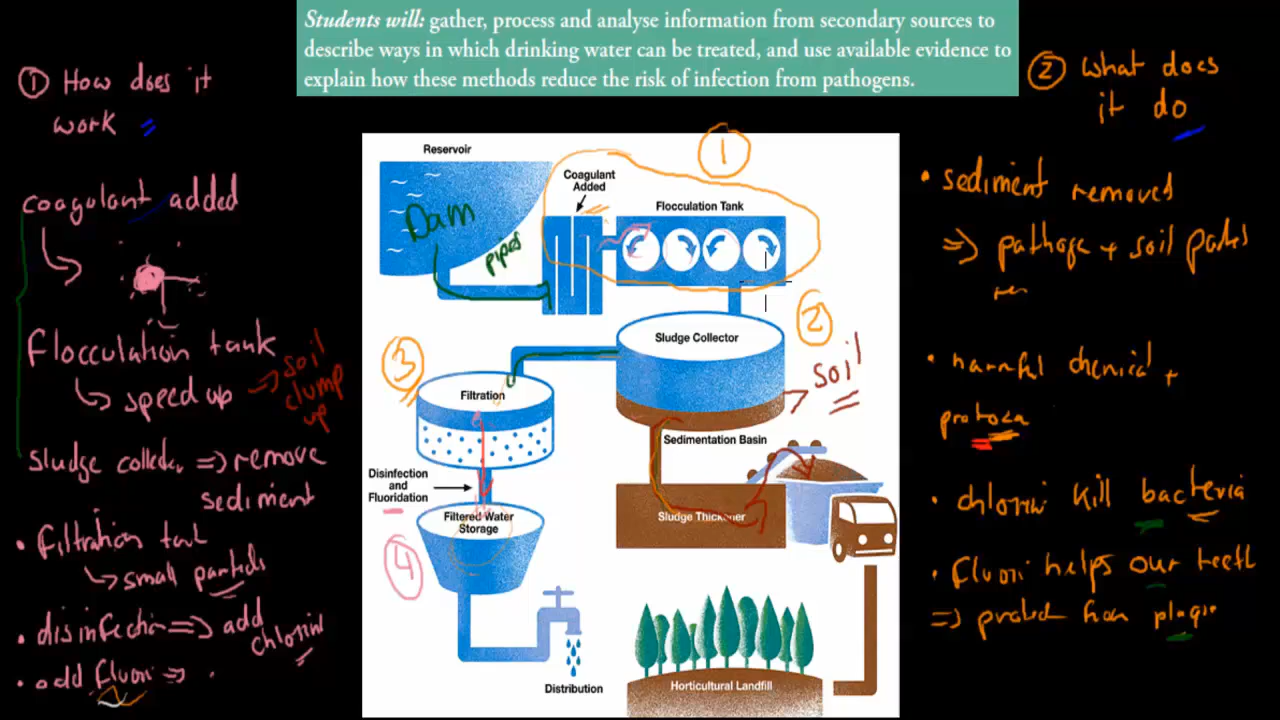 Students will: gather, process and analyse information from secondary sources to
describe ways in which drinking water can be treated, and use available evidence to
explain how these methods reduce the risk of infection from pathogens.
① How does it
work
coagulant added
Flocculation tank
↳ speed up → soil
clump
up
sludge collector ⇒ remove
sediment
• filtration tank
↳ small particls
• disinfection ⇒ add
chlorine
• add fluori ⇒
Reservoir
Dam
pipes
Coagulant
Added
Flocculation Tank
1
Sludge Collector
2
soil
Sedimentation Basin
3
Filtration
Disinfection
and
Fluoridation
Filtered Water
Storage
4
Sludge Thickener
Distribution
Horticultural Landfill
② What does
it do
• sediment removed
⇒ pathoge + soil
• harmful chemical +
protozoa
• chlorin kill bacteria
• fluori helps our teeth
⇒ protect from plaque